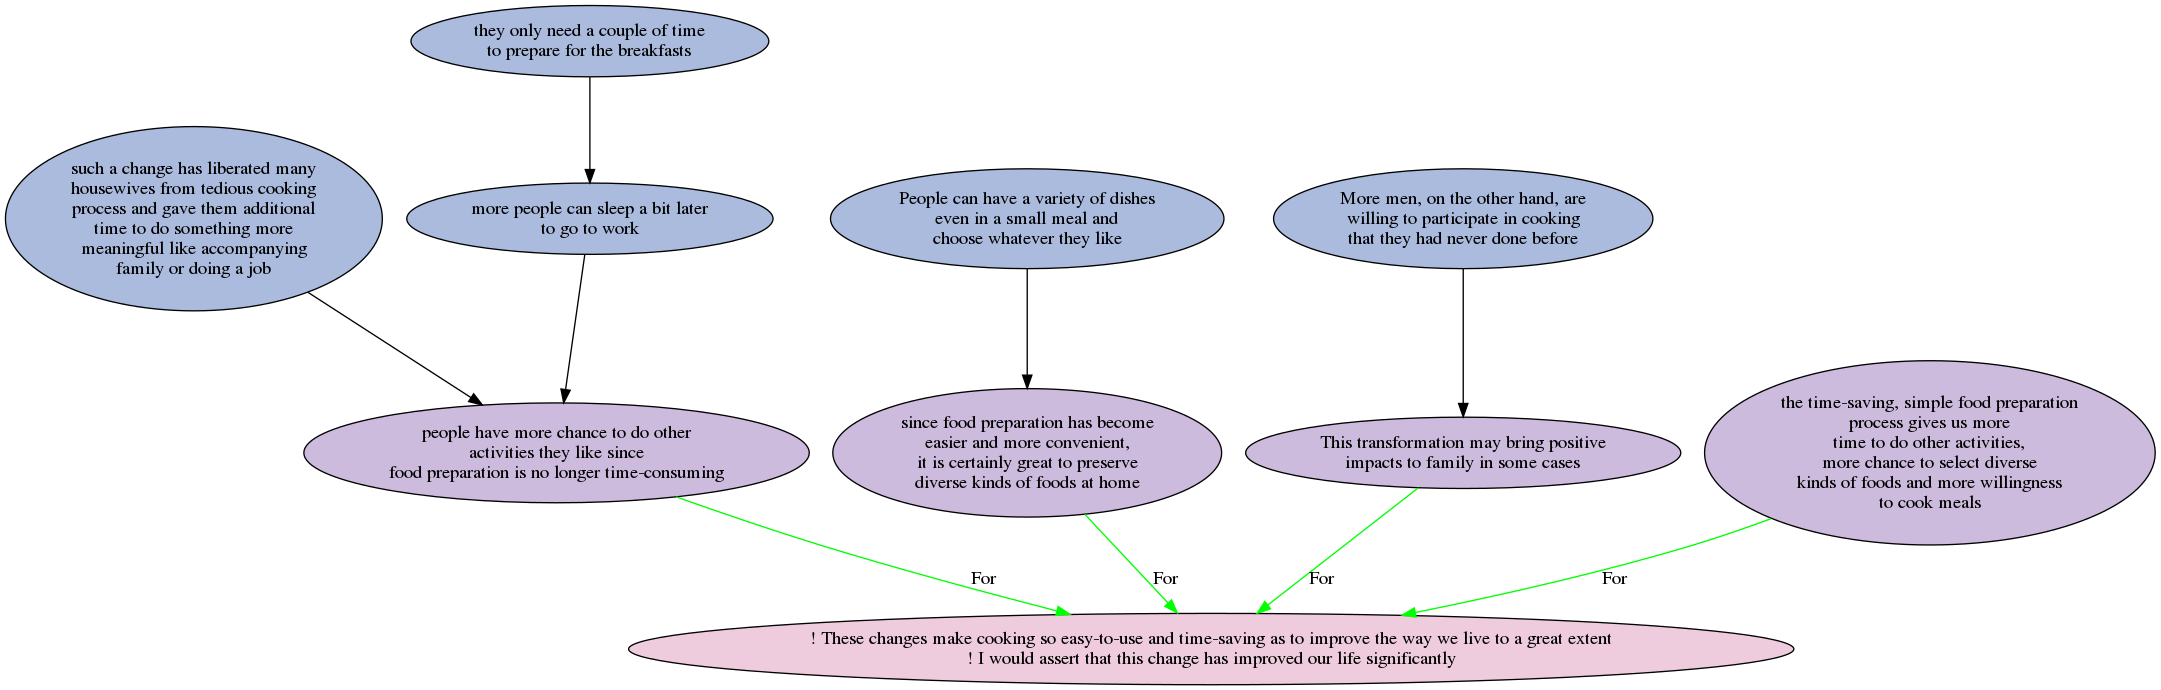 they only need a couple of time
to prepare for the breakfasts
such a change has liberated many
housewives from tedious cooking
process and gave them additional
time to do something more
meaningful like accompanying
family or doing a job
more people can sleep a bit later
to go to work
People can have a variety of dishes
even in a small meal and
choose whatever they like
More men, on the other hand, are
willing to participate in cooking
that they had never done before
people have more chance to do other
activities they like since
food preparation is no longer time-consuming
since food preparation has become
easier and more convenient,
it is certainly great to preserve
diverse kinds of foods at home
This transformation may bring positive
impacts to family in some cases
the time-saving, simple food preparation
process gives us more
time to do other activities,
more chance to select diverse
kinds of foods and more willingness
to cook meals
For
For
For
For
! These changes make cooking so easy-to-use and time-saving as to improve the way we live to a great extent
! I would assert that this change has improved our life significantly